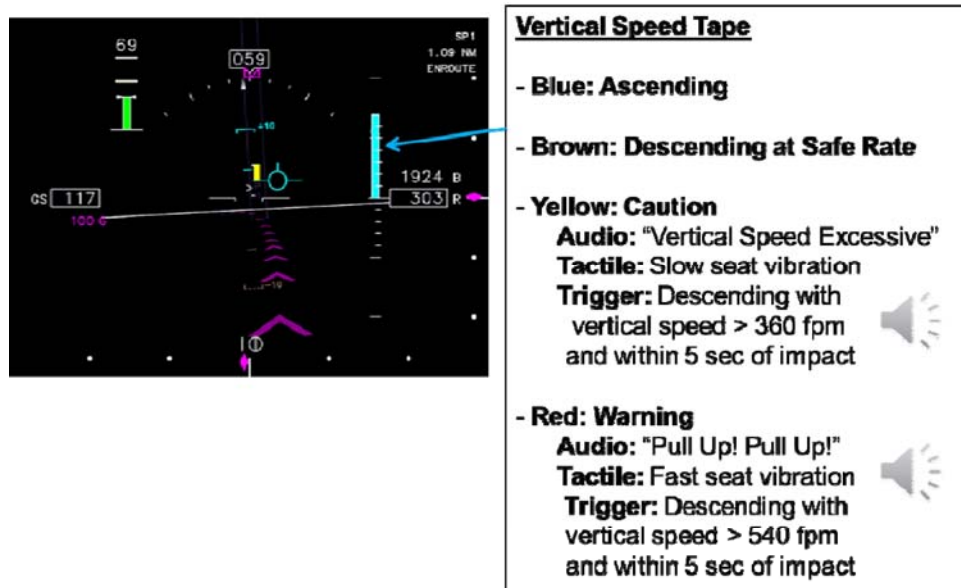 69
059
SP1
1.09 NM
ENROUTE
+10
1924 B
GS 117
303 R
100 G
-10
Vertical Speed Tape
- Blue: Ascending
- Brown: Descending at Safe Rate
- Yellow: Caution
Audio: “Vertical Speed Excessive”
Tactile: Slow seat vibration
Trigger: Descending with
vertical speed > 360 fpm
and within 5 sec of impact
- Red: Warning
Audio: “Pull Up! Pull Up!”
Tactile: Fast seat vibration
Trigger: Descending with
vertical speed > 540 fpm
and within 5 sec of impact